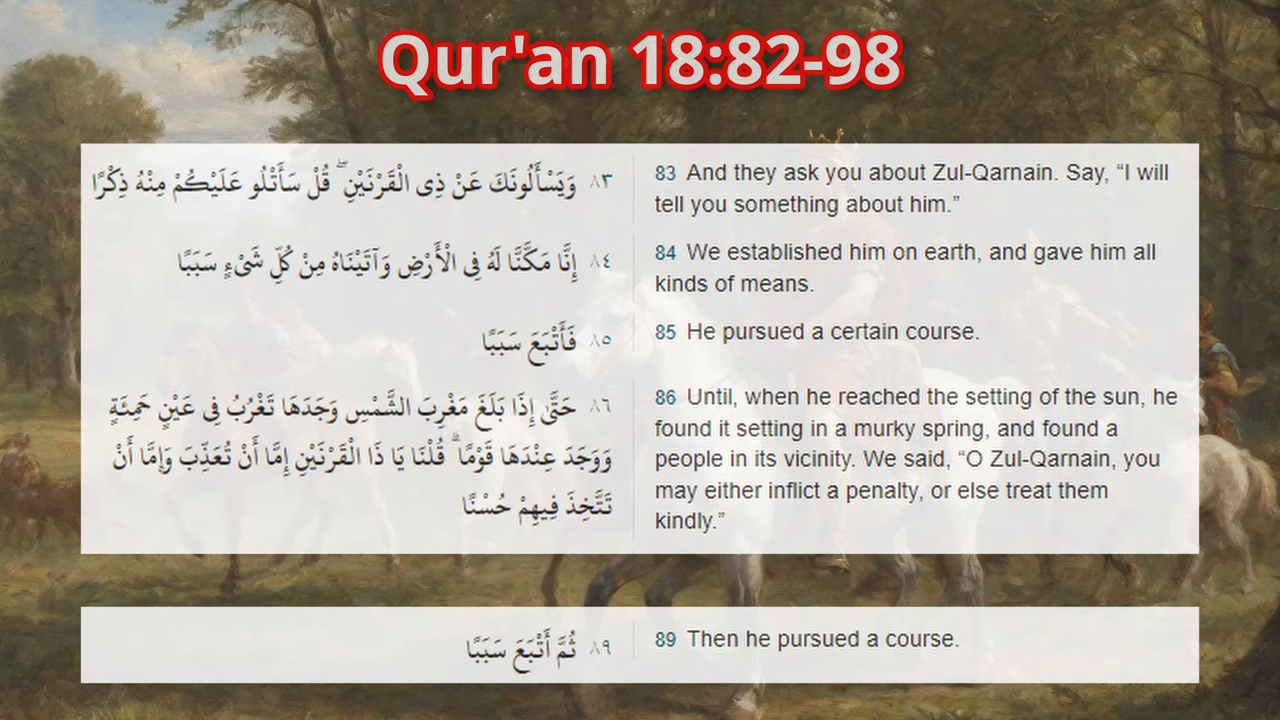 Qur'an 18:82-98
٨٣ وَيَسْأَلُونَكَ عَنْ ذِى الْقَرْنَيْنِ ۖ قُلْ سَأَتْلُو عَلَيْكُمْ مِنْهُ ذِكْرًا
83 And they ask you about Zul-Qarnain. Say, “I will
tell you something about him.”
٨٤ إِنَّا مَكَّنَّا لَهُ فِى الْأَرْضِ وَآتَيْنَاهُ مِنْ كُلِّ شَىْءٍ سَبَبًا
84 We established him on earth, and gave him all
kinds of means.
٨٥ فَأَتْبَعَ سَبَبًا
85 He pursued a certain course.
٨٦ حَتَّىٰ إِذَا بَلَغَ مَغْرِبَ الشَّمْسِ وَجَدَهَا تَغْرُبُ فِى عَيْنٍ حَمِئَةٍ
وَوَجَدَ عِنْدَهَا قَوْمًا ۗ قُلْنَا يَا ذَا الْقَرْنَيْنِ إِمَّا أَنْ تُعَذِّبَ وَإِمَّا أَنْ
تَتَّخِذَ فِيهِمْ حُسْنًا
86 Until, when he reached the setting of the sun, he
found it setting in a murky spring, and found a
people in its vicinity. We said, “O Zul-Qarnain, you
may either inflict a penalty, or else treat them
kindly.”
٨٩ ثُمَّ أَتْبَعَ سَبَبًا
89 Then he pursued a course.